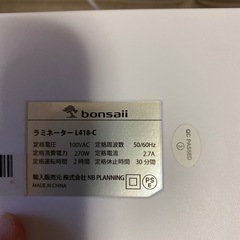 bonsaii
ラミネーター L418-C
定格電圧 : 100VAC 定格周波数 : 50/60Hz
定格消費電力 : 270W 定格電流 : 2.7A
定格運転時間 : 2 時間 定格休止時間 : 30 分間
輸入販売元 株式会社 NB PLANNING
MADE IN CHINA
PS
E
QC PASSED